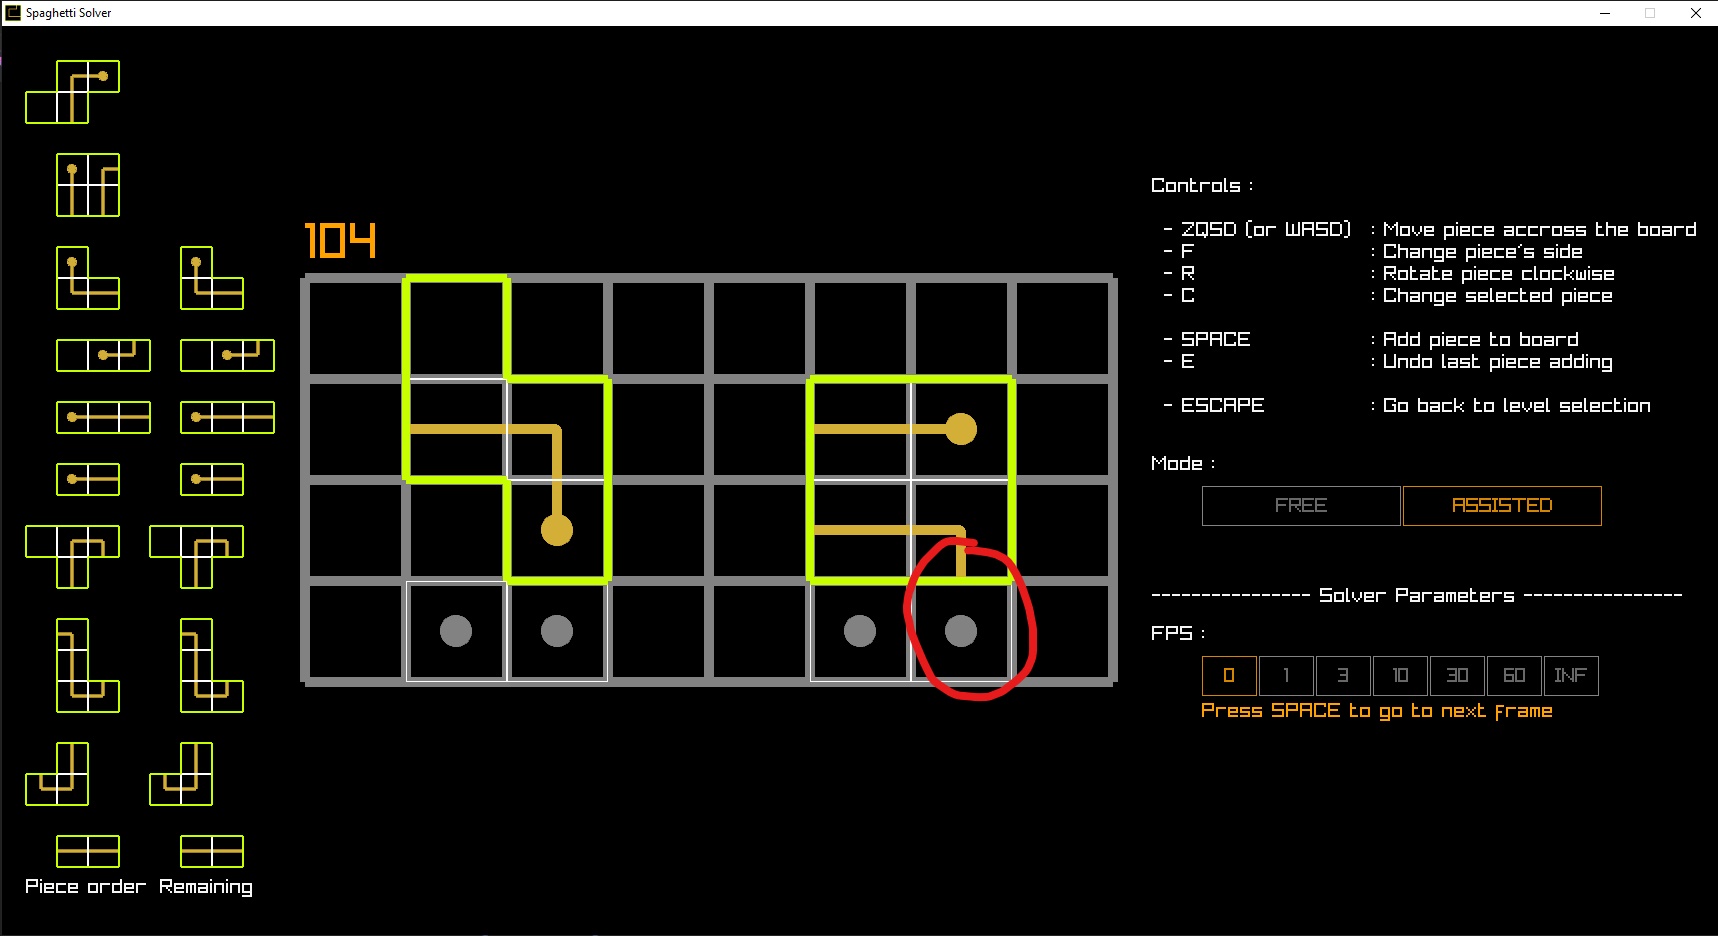 Spaghetti Solver
104
Controls :
- ZQSD (or WASD) : Move piece accross the board
- F : Change piece's side
- R : Rotate piece clockwise
- C : Change selected piece
- SPACE : Add piece to board
- E : Undo last piece adding
- ESCAPE : Go back to level selection
Mode :
FREE ASSISTED
---------------- Solver Parameters ----------------
FPS :
0 1 3 10 30 60 INF
Press SPACE to go to next frame
Piece order Remaining